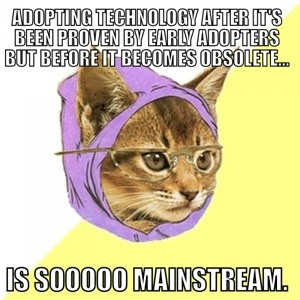 ADOPTING TECHNOLOGY AFTER IT'S
BEEN PROVEN BY EARLY ADOPTERS
BUT BEFORE IT BECOMES OBSOLETE...
IS SOOOOO MAINSTREAM.